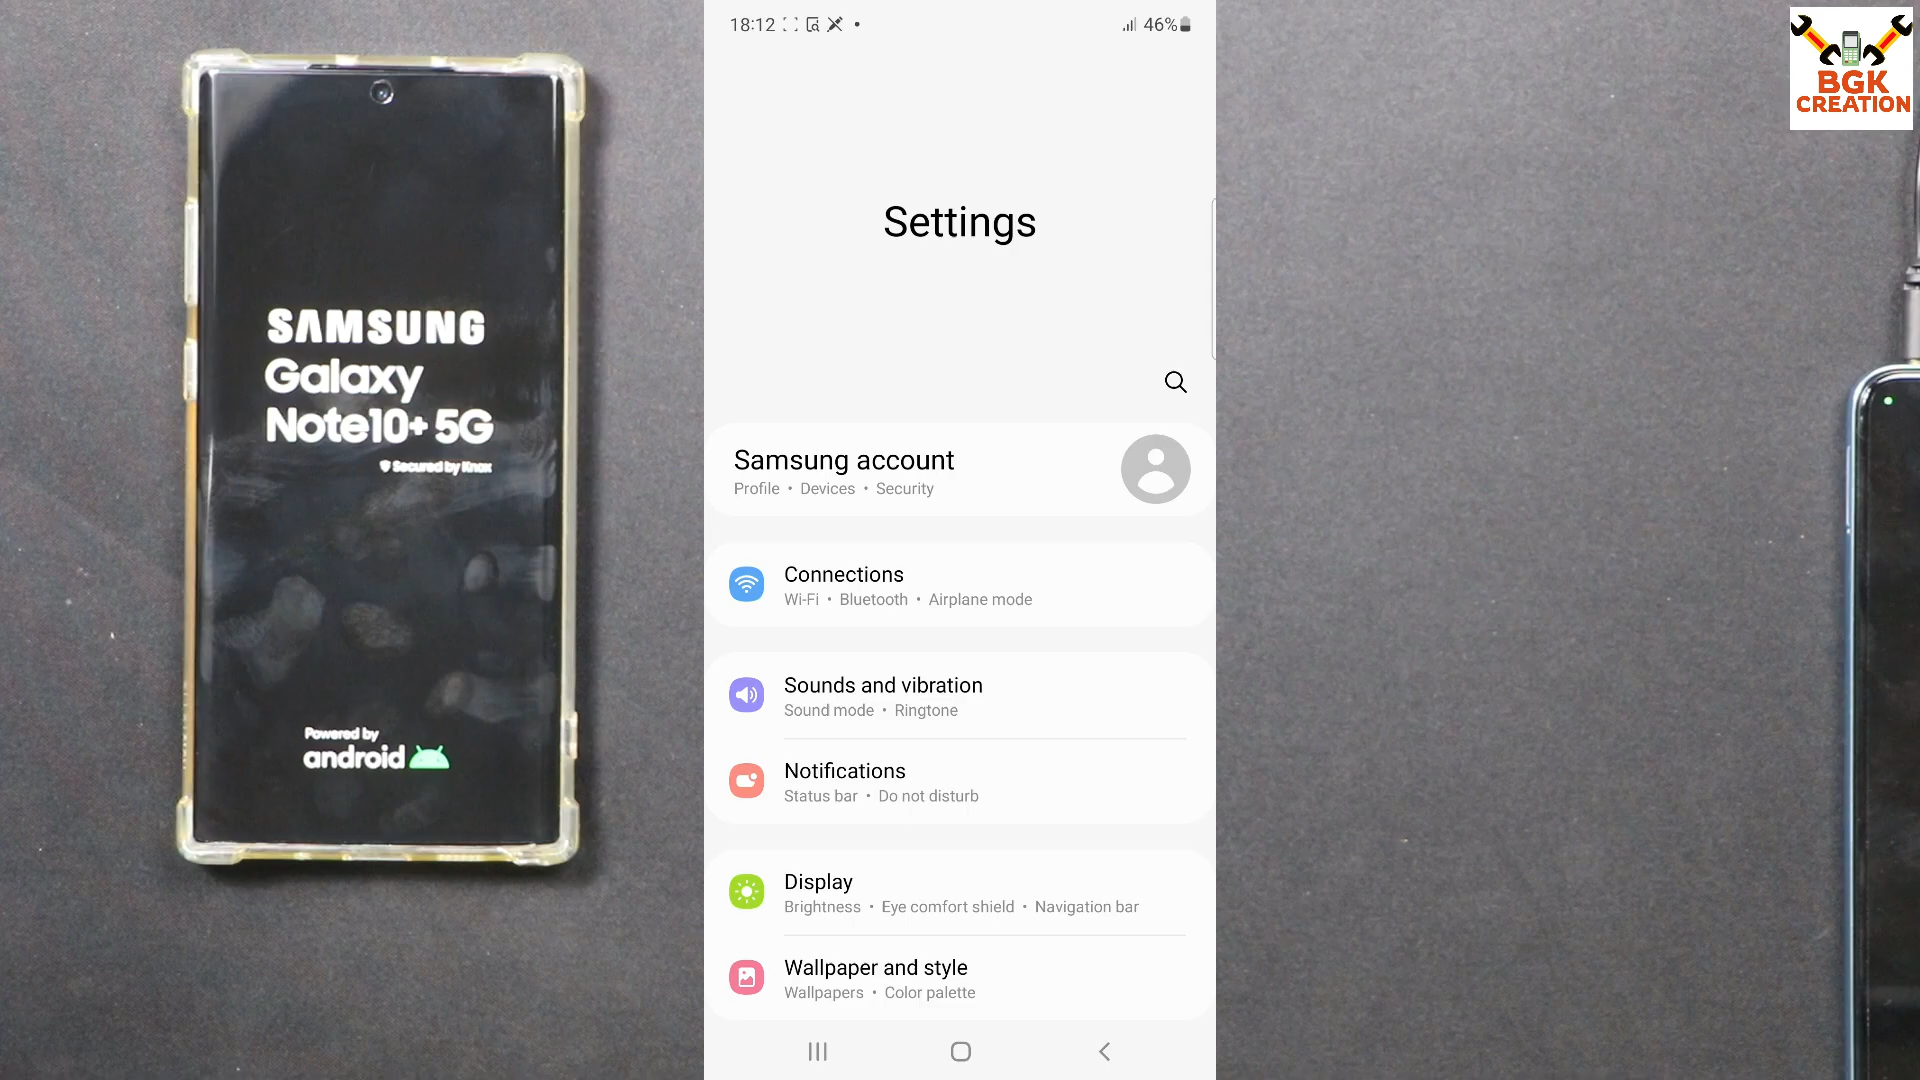 SAMSUNG
Galaxy
Note10+ 5G
Secured by Knox
Powered by
android
18:12
46%
Settings
Samsung account
Profile • Devices • Security
Connections
Wi-Fi • Bluetooth • Airplane mode
Sounds and vibration
Sound mode • Ringtone
Notifications
Status bar • Do not disturb
Display
Brightness • Eye comfort shield • Navigation bar
Wallpaper and style
Wallpapers • Color palette
BGK
CREATION